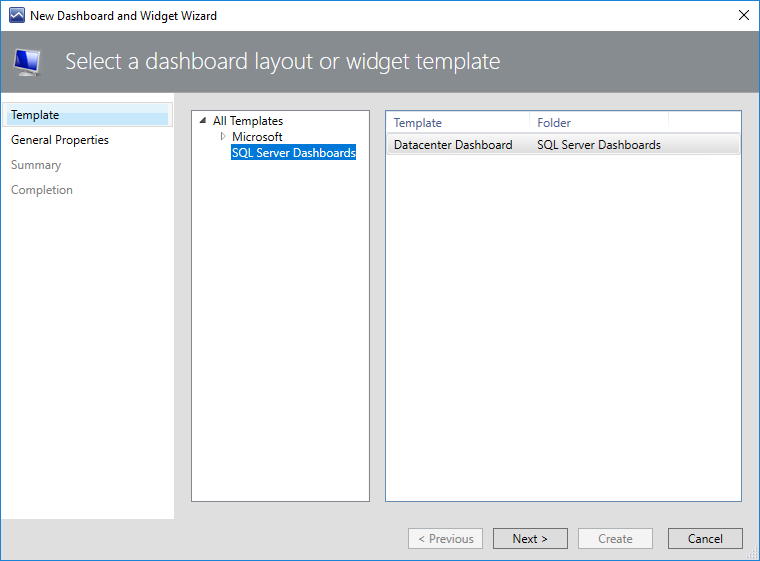 New Dashboard and Widget Wizard
Select a dashboard layout or widget template
Template
General Properties
Summary
Completion
All Templates
Microsoft
SQL Server Dashboards
Template Folder
Datacenter Dashboard SQL Server Dashboards
< Previous Next > Create Cancel